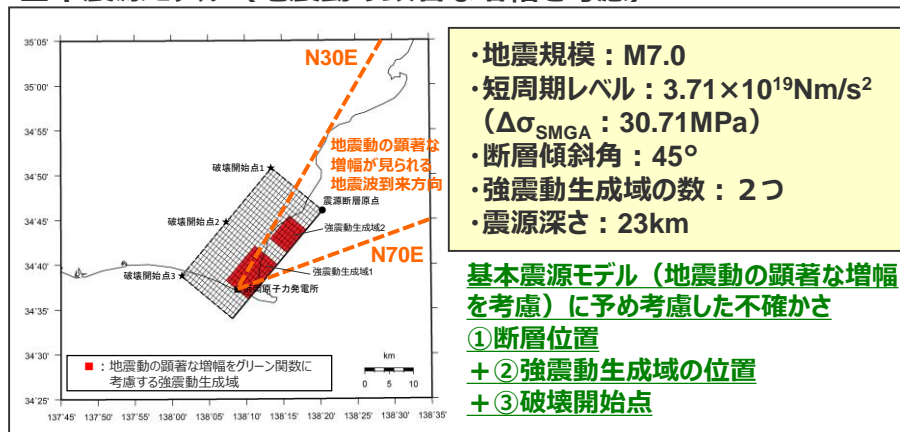 N30E
地震動の顕著な
増幅が見られる
地震波到来方向
破壊開始点1
震源断層原点
破壊開始点2
強震動生成域2
N70E
破壊開始点3
強震動生成域1
原子力発電所
■：地震動の顕著な増幅をグリーン関数に
考慮する強震動生成域
km
0 5 10
35˚05'
35˚00'
34˚55'
34˚50'
34˚45'
34˚40'
34˚35'
34˚30'
34˚25'
137˚45' 137˚50' 137˚55' 138˚00' 138˚05' 138˚10' 138˚15' 138˚20' 138˚25' 138˚30' 138˚35'
・地震規模：M7.0
・短周期レベル：3.71×10¹⁹Nm/s²
（ΔσSMGA：30.71MPa）
・断層傾斜角：45°
・強震動生成域の数：２つ
・震源深さ：23km
基本震源モデル（地震動の顕著な増幅
を考慮）に予め考慮した不確かさ
①断層位置
＋②強震動生成域の位置
＋③破壊開始点